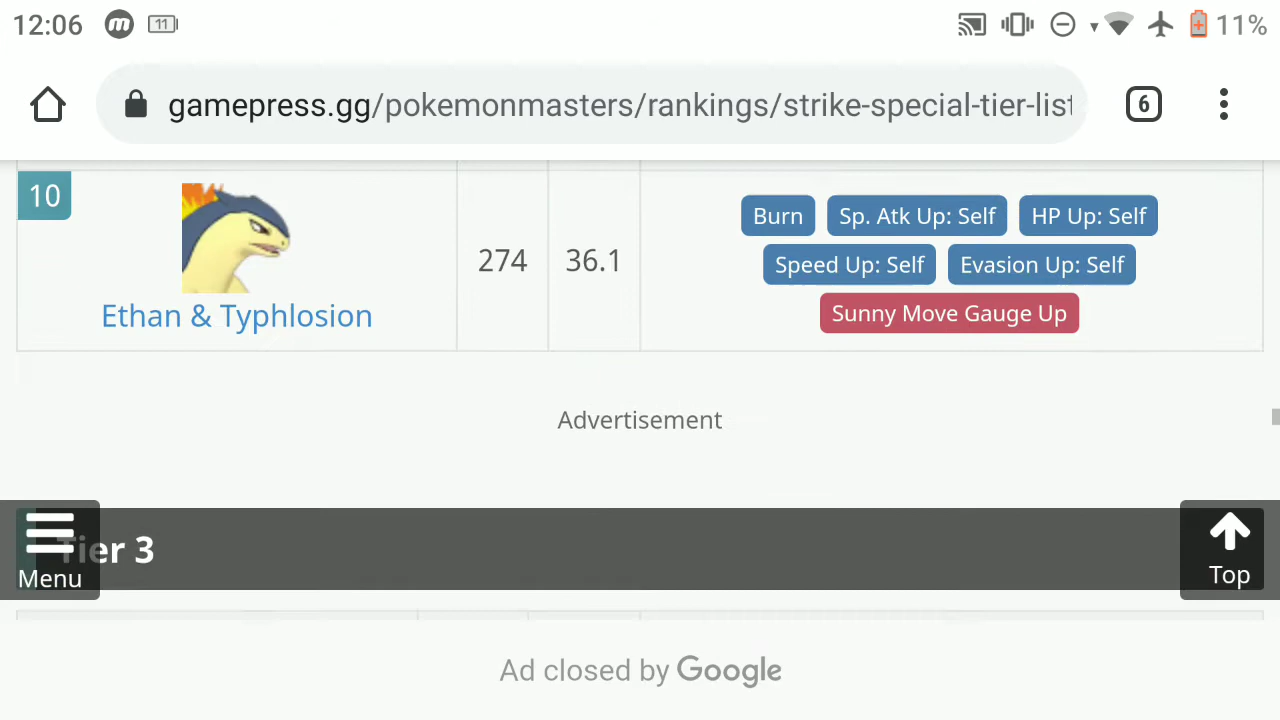 12:06 m 11 11%
gamepress.gg/pokemonmasters/rankings/strike-special-tier-list 6
10
Burn Sp. Atk Up: Self HP Up: Self
274 36.1
Speed Up: Self Evasion Up: Self
Ethan & Typhlosion
Sunny Move Gauge Up
Advertisement
Tier 3
Menu
Top
Ad closed by Google